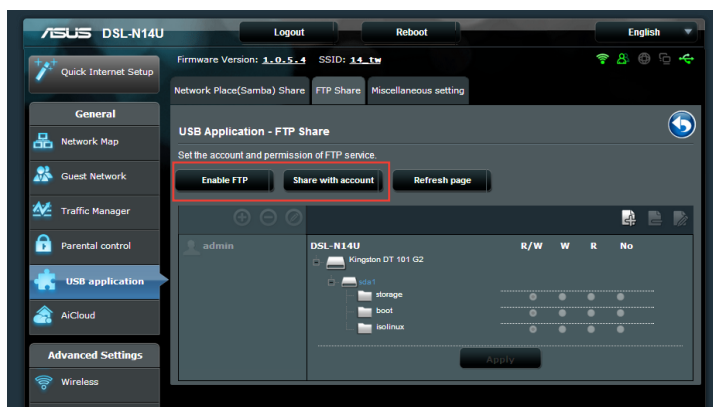 ASUS DSL-N14U Logout Reboot English
Quick Internet Setup
Firmware Version: 1.0.5.4 SSID: 14_tw
Network Place(Samba) Share FTP Share Miscellaneous setting
General
Network Map
Guest Network
Traffic Manager
Parental control
USB application
AiCloud
Advanced Settings
Wireless
USB Application - FTP Share
Set the account and permission of FTP service.
Enable FTP Share with account Refresh page
admin
DSL-N14U R/W W R No
Kingston DT 101 G2
sda1
storage
boot
isolinux
Apply